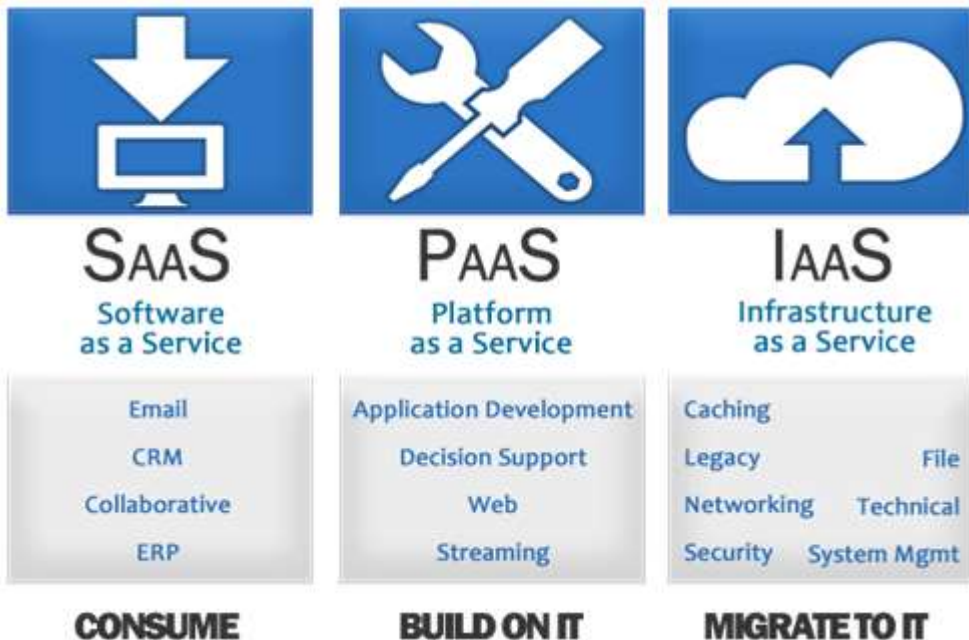 SAAS
Software
as a Service
Email
CRM
Collaborative
ERP
CONSUME
PAAS
Platform
as a Service
Application Development
Decision Support
Web
Streaming
BUILD ON IT
IAAS
Infrastructure
as a Service
Caching
Legacy File
Networking Technical
Security System Mgmt
MIGRATE TO IT